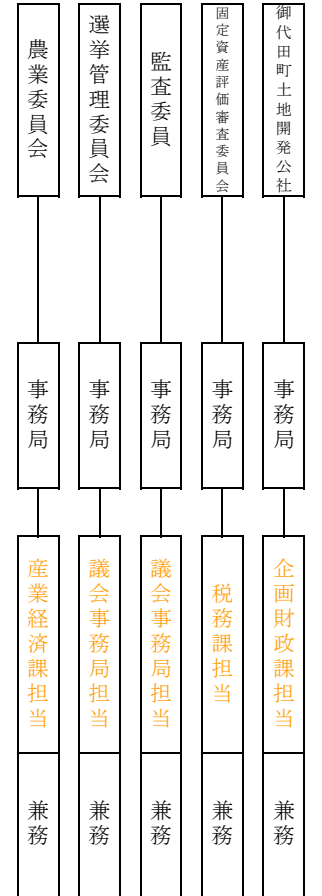 御代田町土地開発公社
事務局
企画財政課担当
兼務
固定資産評価審査委員会
事務局
税務課担当
兼務
監査委員
事務局
議会事務局担当
兼務
選挙管理委員会
事務局
議会事務局担当
兼務
農業委員会
事務局
産業経済課担当
兼務